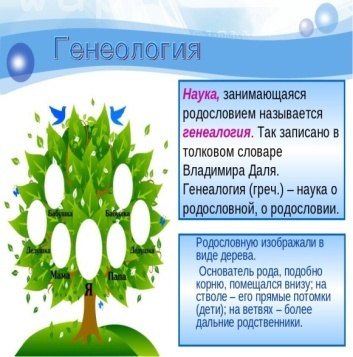 Генеология
Наука, занимающаяся
родословием называется
генеалогия. Так записано в
толковом словаре
Владимира Даля.
Генеалогия (греч.) – наука о
родословной, о родословии.
Бабушка Бабушка
Дедушка Дедушка
Мама Папа
Я
Родословную изображали в
виде дерева.
Основатель рода, подобно
корню, помещался внизу; на
стволе – его прямые потомки
(дети); на ветвях – более
дальние родственники.